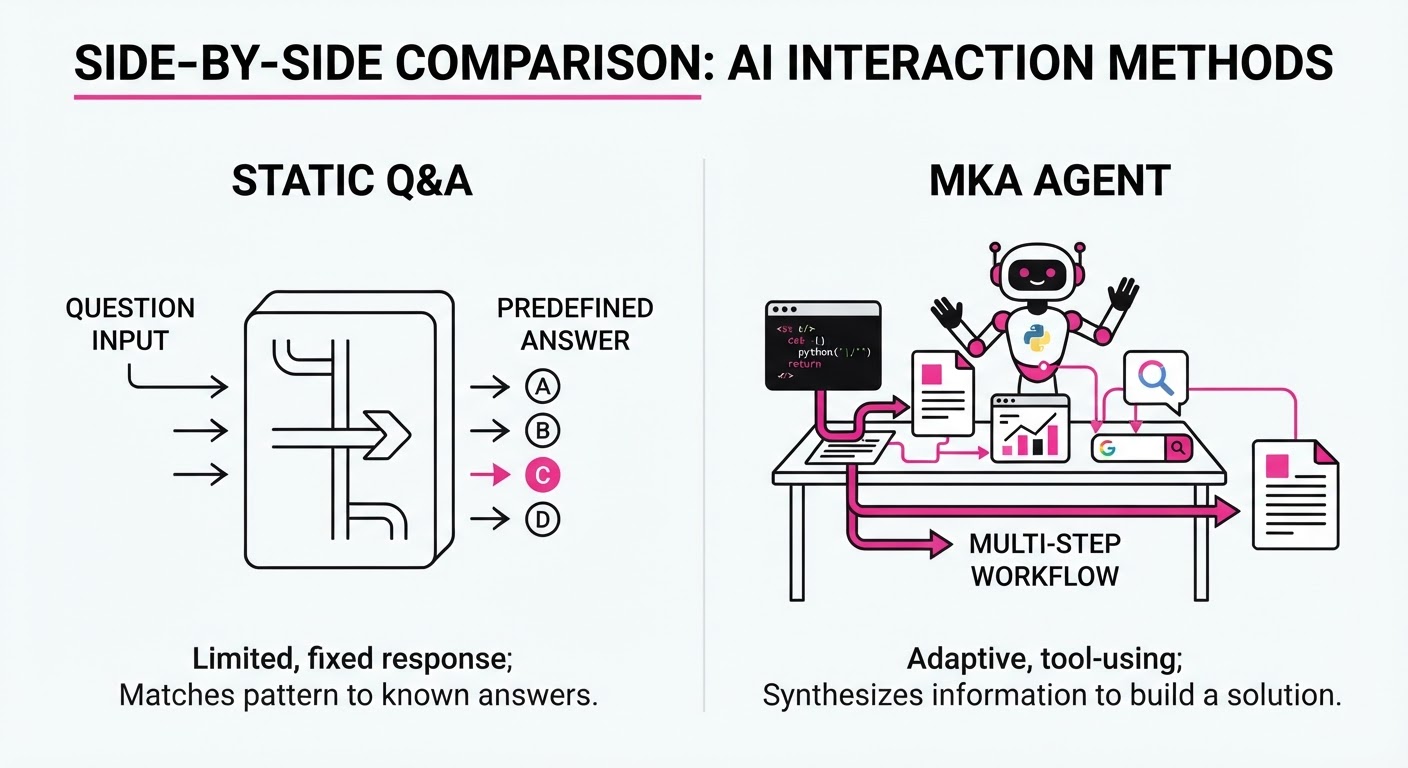 SIDE-BY-SIDE COMPARISON: AI INTERACTION METHODS
STATIC Q&A
QUESTION
INPUT
PREDEFINED
ANSWER
A
B
C
D
Limited, fixed response;
Matches pattern to known answers.
MKA AGENT
python(
return
</>
G
MULTI-STEP
WORKFLOW
Adaptive, tool-using;
Synthesizes information to build a solution.